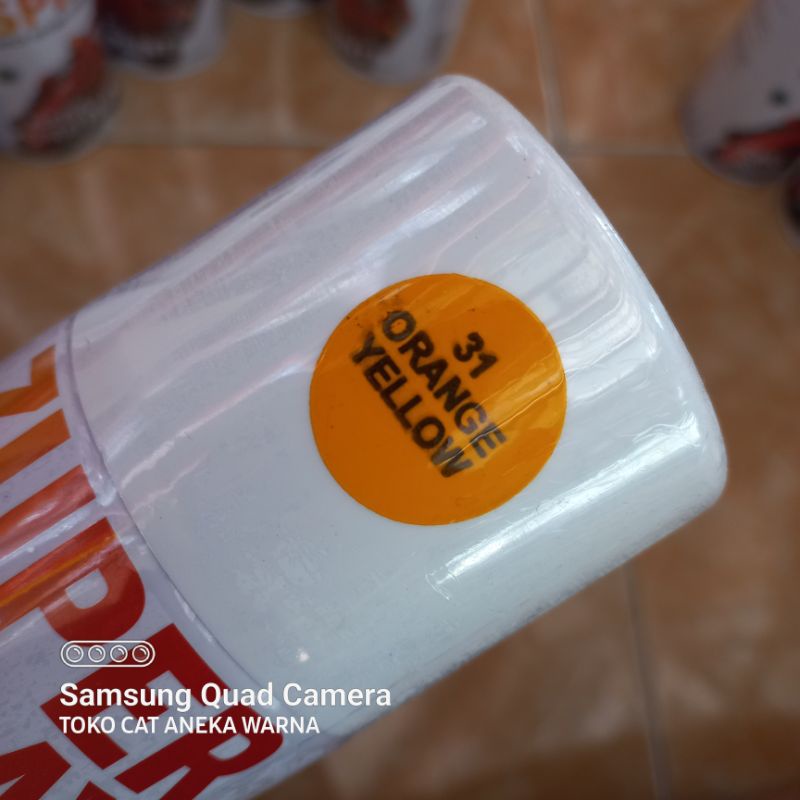 31
ORANGE
YELLOW
Samsung Quad Camera
TOKO CAT ANEKA WARNA